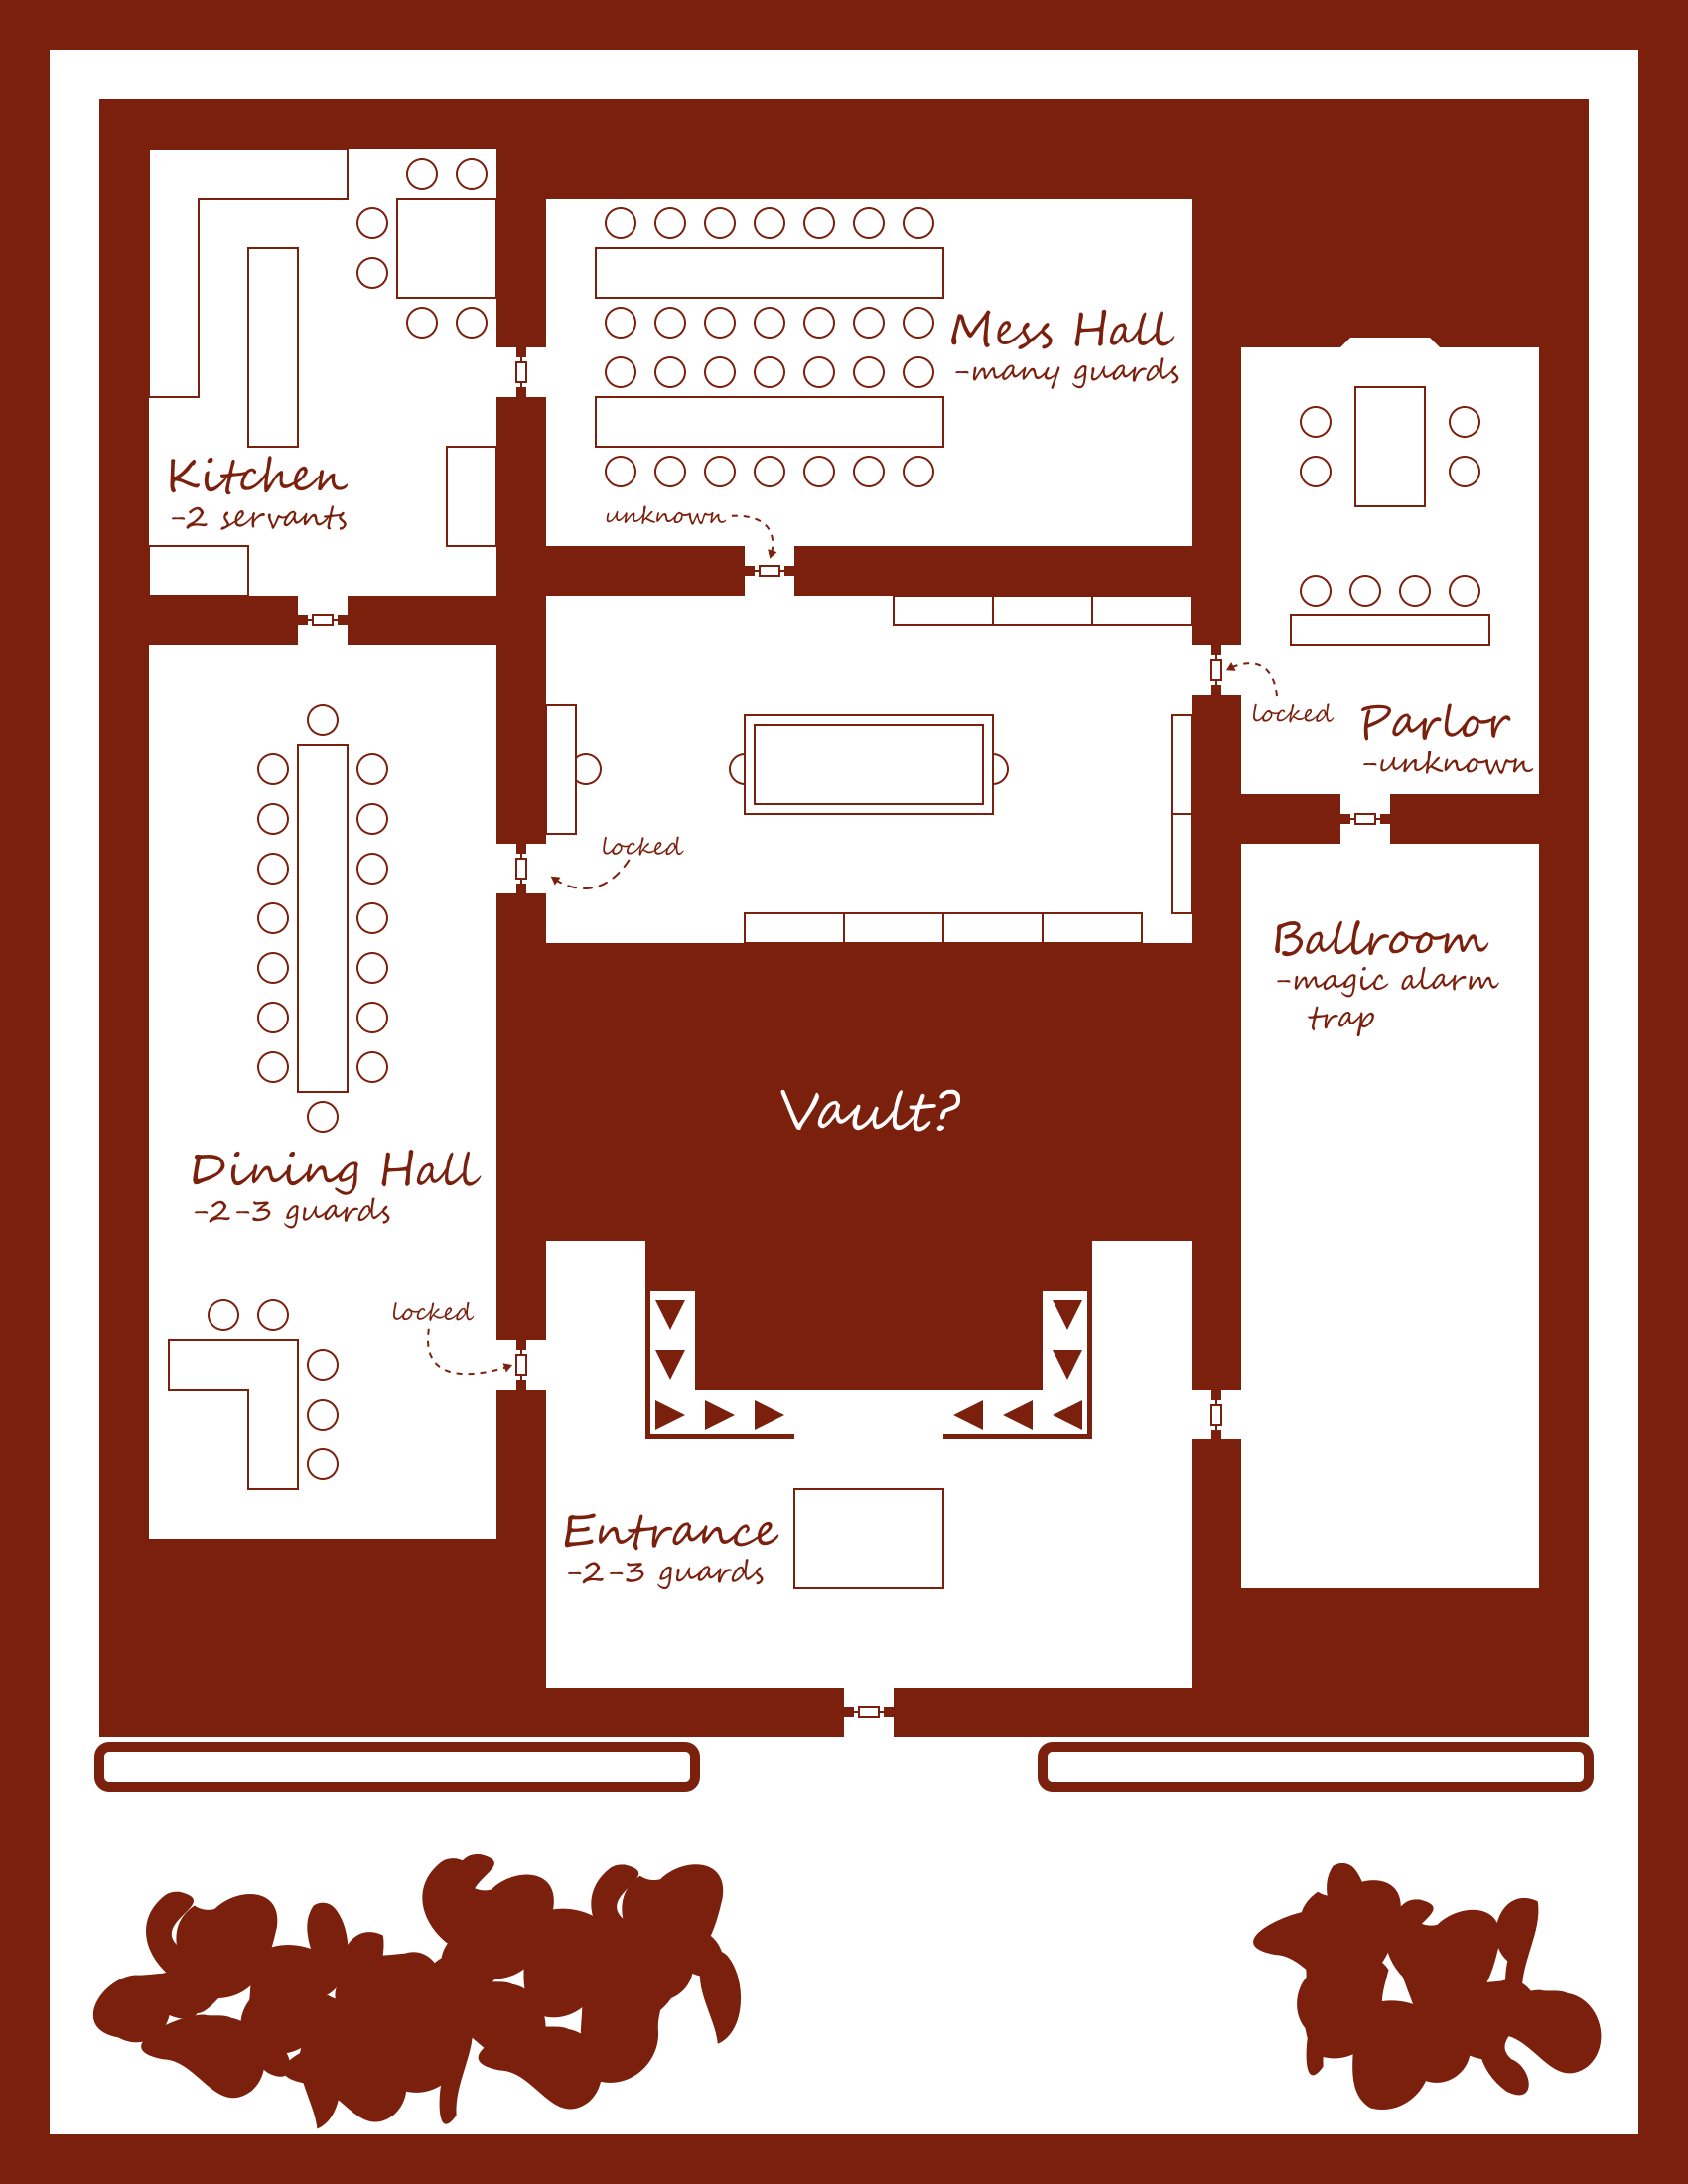 Mess Hall
-many guards
Kitchen
-2 servants
unknown
locked
Parlor
-unknown
locked
Ballroom
-magic alarm
trap
Vault?
Dining Hall
-2-3 guards
locked
Entrance
-2-3 guards